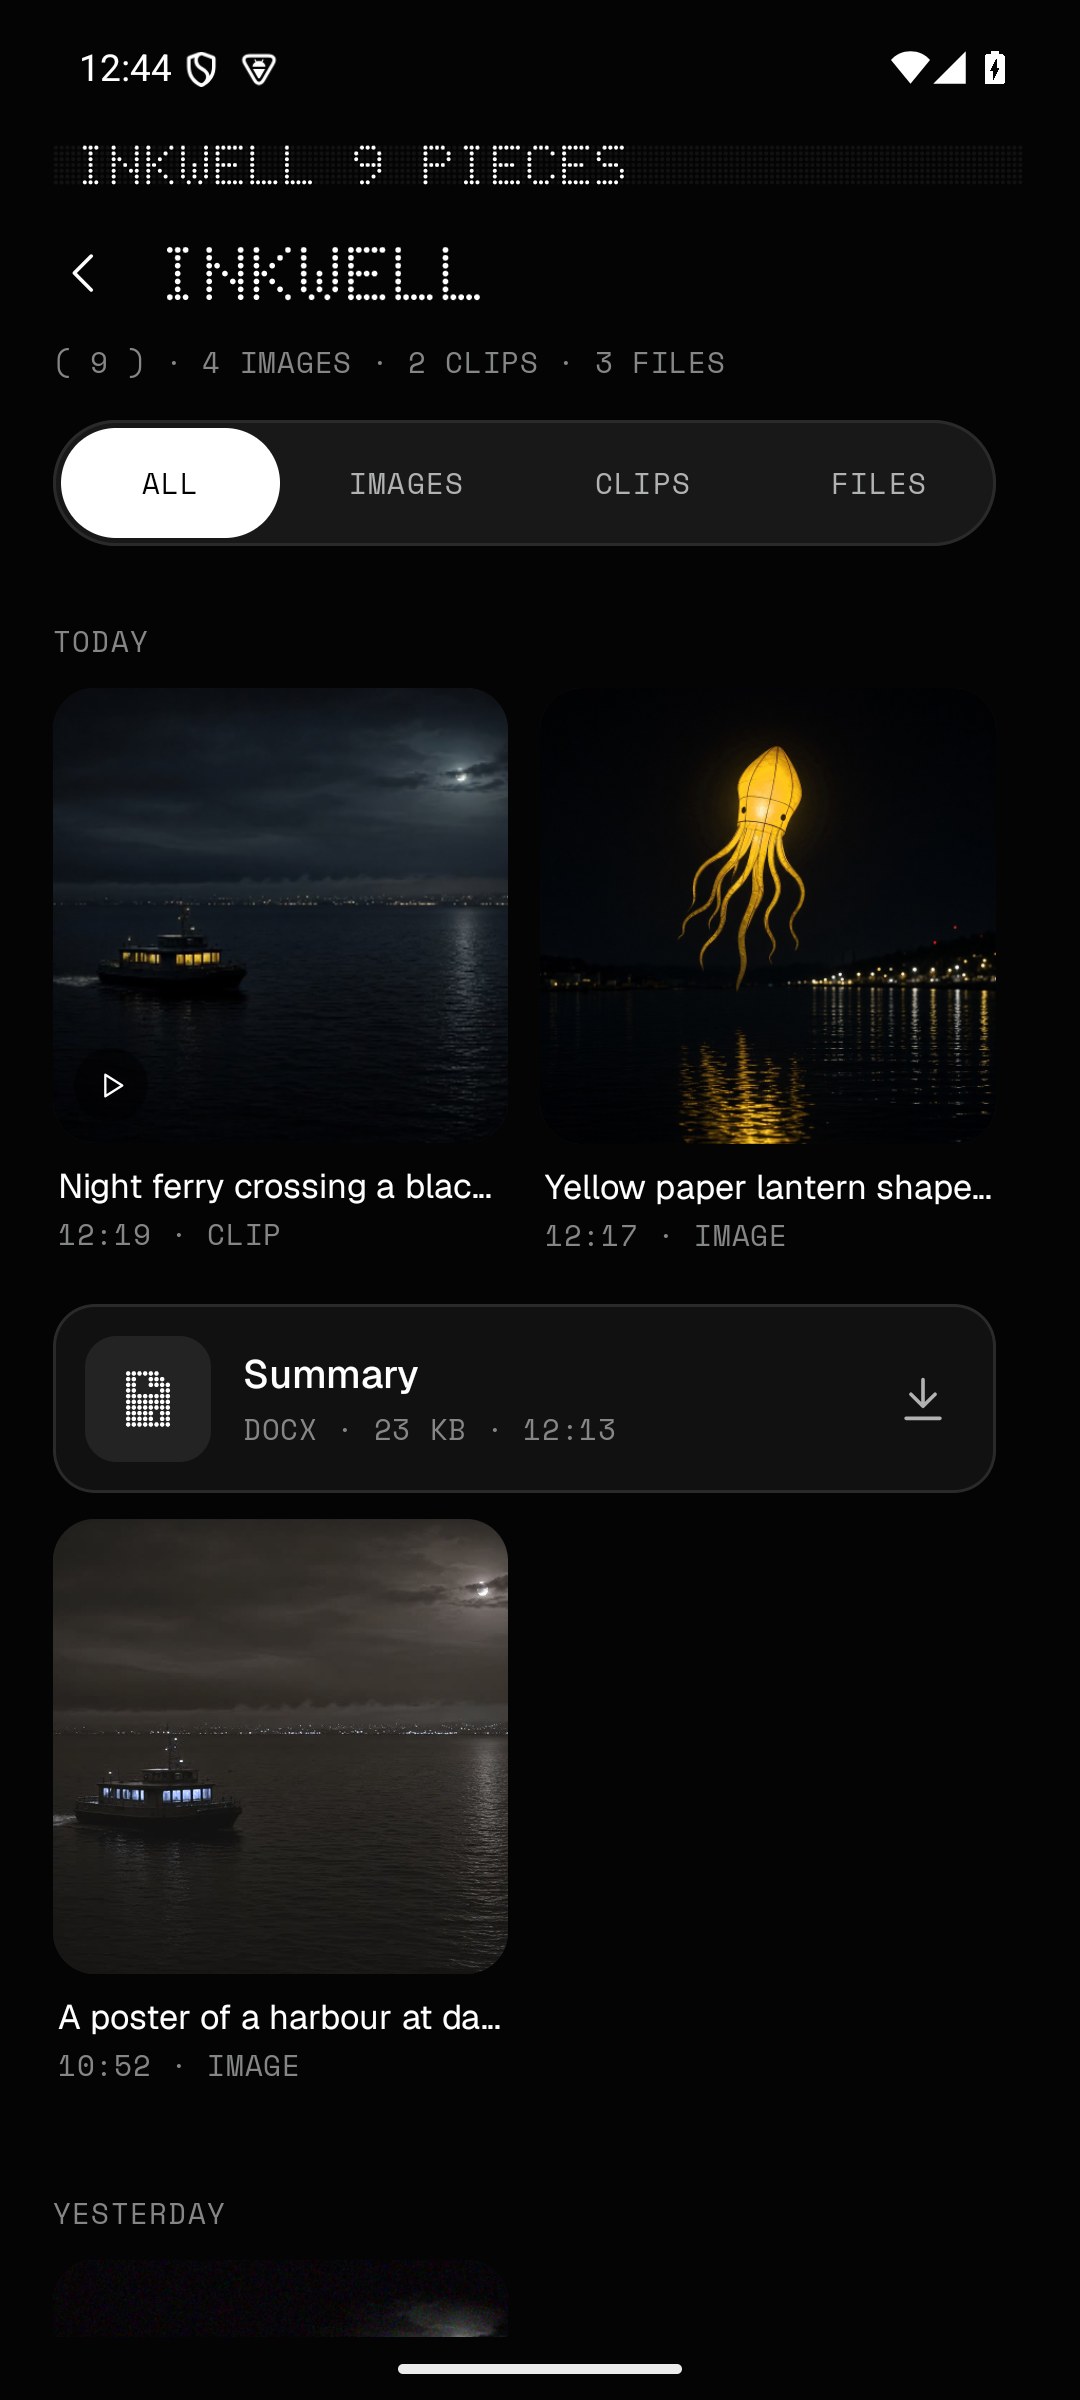 12:44
INKWELL 9 PIECES
INKWELL
( 9 ) · 4 IMAGES · 2 CLIPS · 3 FILES
ALL IMAGES CLIPS FILES
TODAY
Night ferry crossing a blac...
12:19 · CLIP
Yellow paper lantern shape...
12:17 · IMAGE
Summary
DOCX · 23 KB · 12:13
A poster of a harbour at da...
10:52 · IMAGE
YESTERDAY